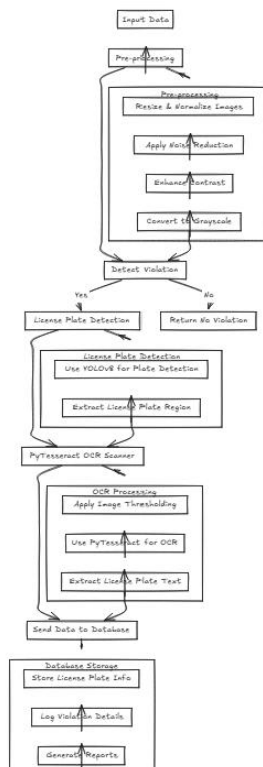 Input Data
Pre-processing
Pre-processing
Resize & Normalize Images
Apply Noise Reduction
Enhance Contrast
Convert to Grayscale
Detect Violation
Yes
No
License Plate Detection
Return No Violation
License Plate Detection
Use YOLOv8 for Plate Detection
Extract License Plate Region
PyTesseract OCR Scanner
OCR Processing
Apply Image Thresholding
Use PyTesseract for OCR
Extract License Plate Text
Send Data to Database
Database Storage
Store License Plate Info
Log Violation Details
Generate Reports